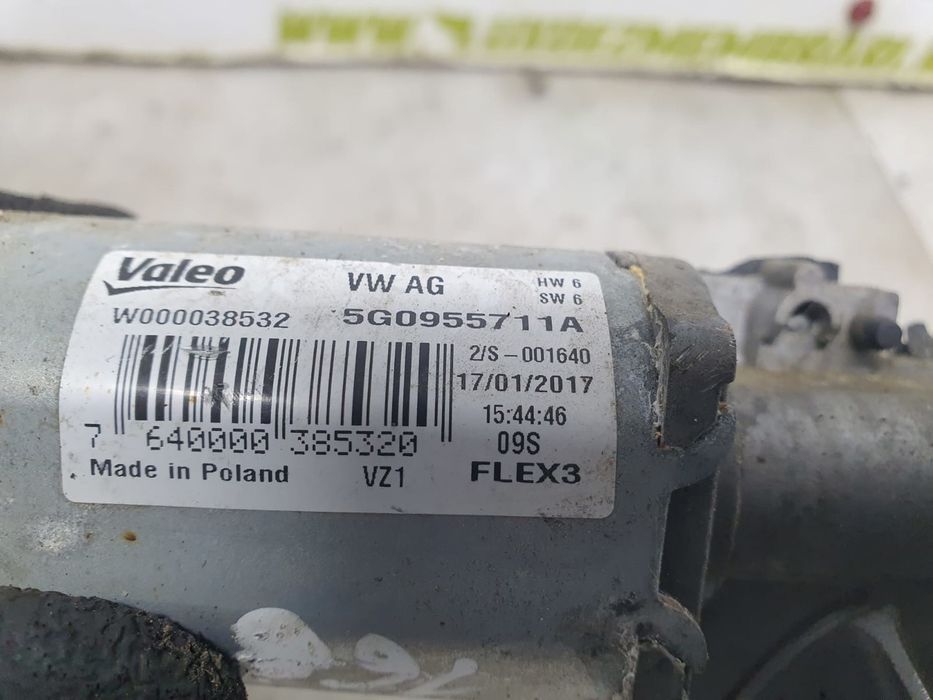 Valeo
VW AG
HW 6
SW 6
W000038532
5G0955711A
2/S-001640
17/01/2017
15:44:46
7 640000 385320
09S
Made in Poland
VZ1
FLEX3